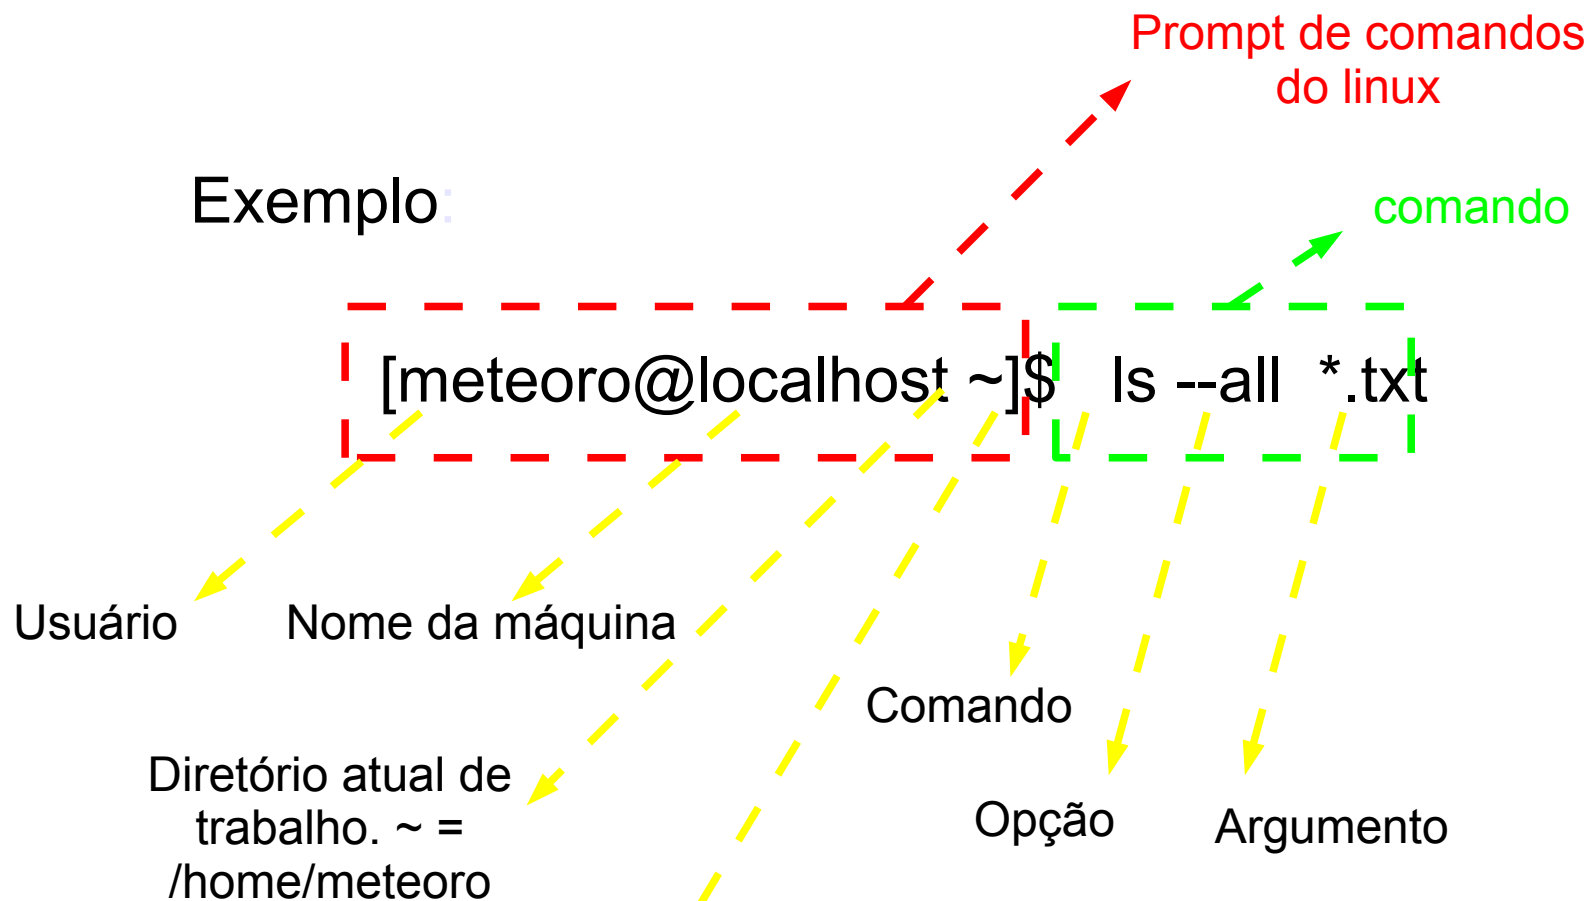 Prompt de comandos
do linux
Exemplo:
comando
[meteoro@localhost ~]$ ls --all *.txt
Usuário
Nome da máquina
Comando
Diretório atual de
trabalho. ~ =
/home/meteoro
Opção
Argumento